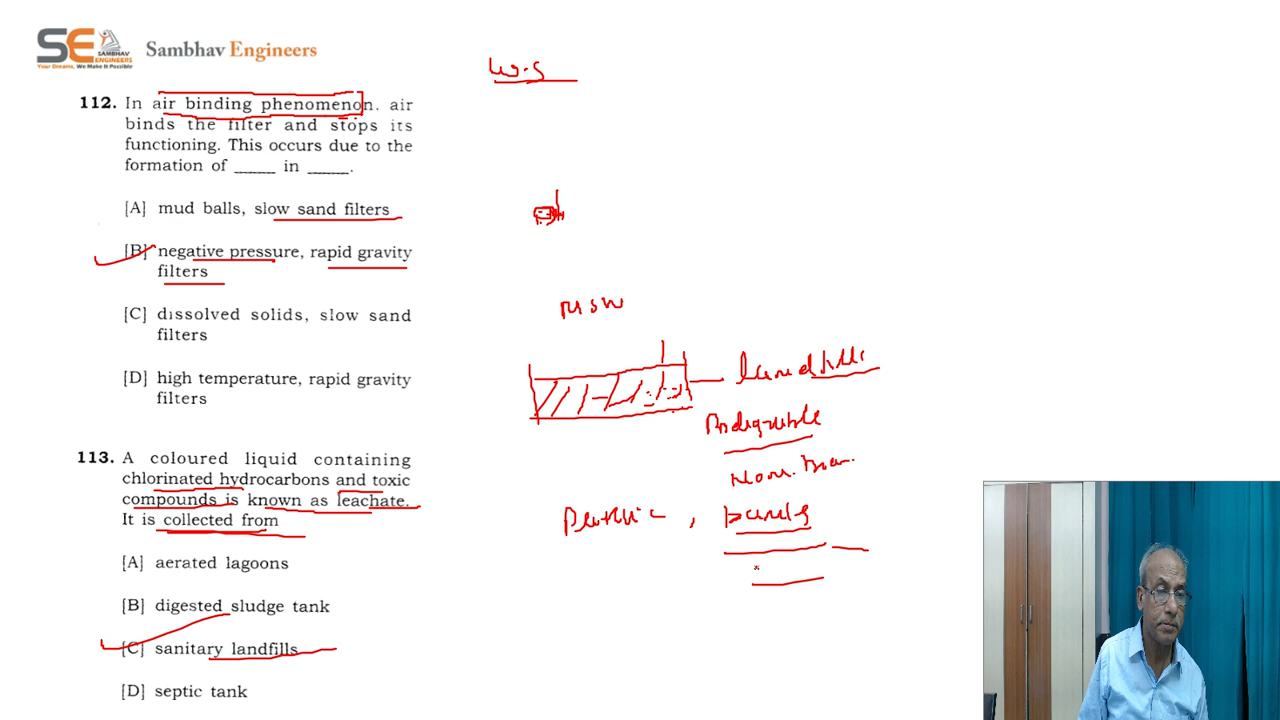 SE
SAMBHAV
ENGINEERS
Your Dreams, We Make It Possible
Sambhav Engineers
W.S
112. In air binding phenomenon. air
binds the filter and stops its
functioning. This occurs due to the
formation of _____ in _____.
[A] mud balls, slow sand filters
[B] negative pressure, rapid gravity
filters
[C] dissolved solids, slow sand
filters
[D] high temperature, rapid gravity
filters
MSW
landfills
113. A coloured liquid containing
chlorinated hydrocarbons and toxic
compounds is known as leachate.
It is collected from
[A] aerated lagoons
[B] digested sludge tank
[C] sanitary landfills
[D] septic tank